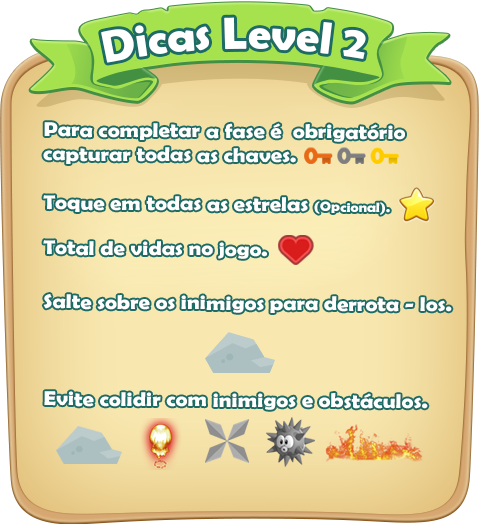 Dicas Level 2
Para completar a fase é obrigatório
capturar todas as chaves.
Toque em todas as estrelas (Opcional).
Total de vidas no jogo.
Salte sobre os inimigos para derrota - los.
Evite colidir com inimigos e obstáculos.